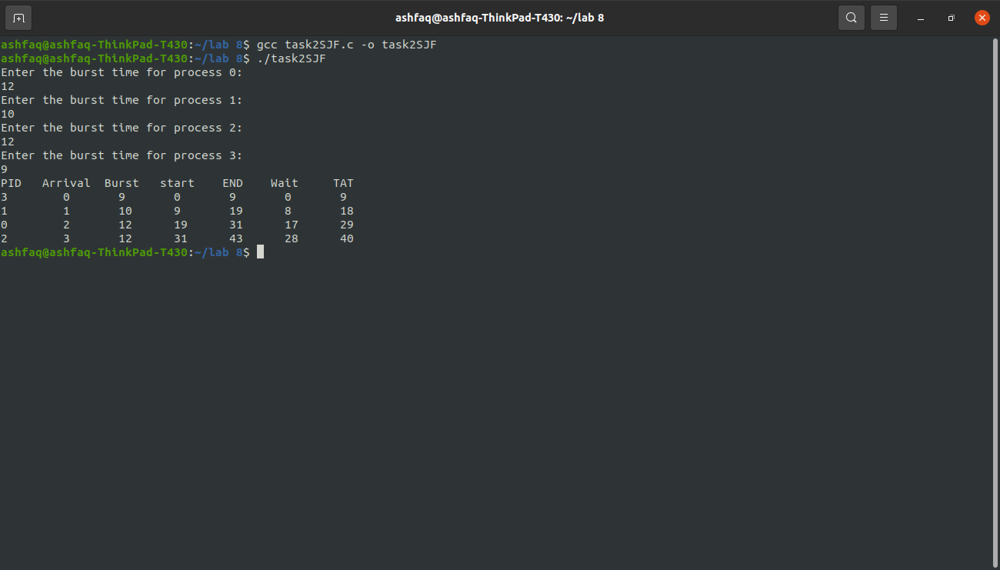 ashfaq@ashfaq-ThinkPad-T430: ~/lab 8
ashfaq@ashfaq-ThinkPad-T430:~/lab 8$ gcc task2SJF.c -o task2SJF
ashfaq@ashfaq-ThinkPad-T430:~/lab 8$ ./task2SJF
Enter the burst time for process 0:
12
Enter the burst time for process 1:
10
Enter the burst time for process 2:
12
Enter the burst time for process 3:
9
PID   Arrival  Burst   start    END    Wait     TAT
3        0       9       0       9       0       9
1        1       10      9       19      8       18
0        2       12      19      31      17      29
2        3       12      31      43      28      40
ashfaq@ashfaq-ThinkPad-T430:~/lab 8$